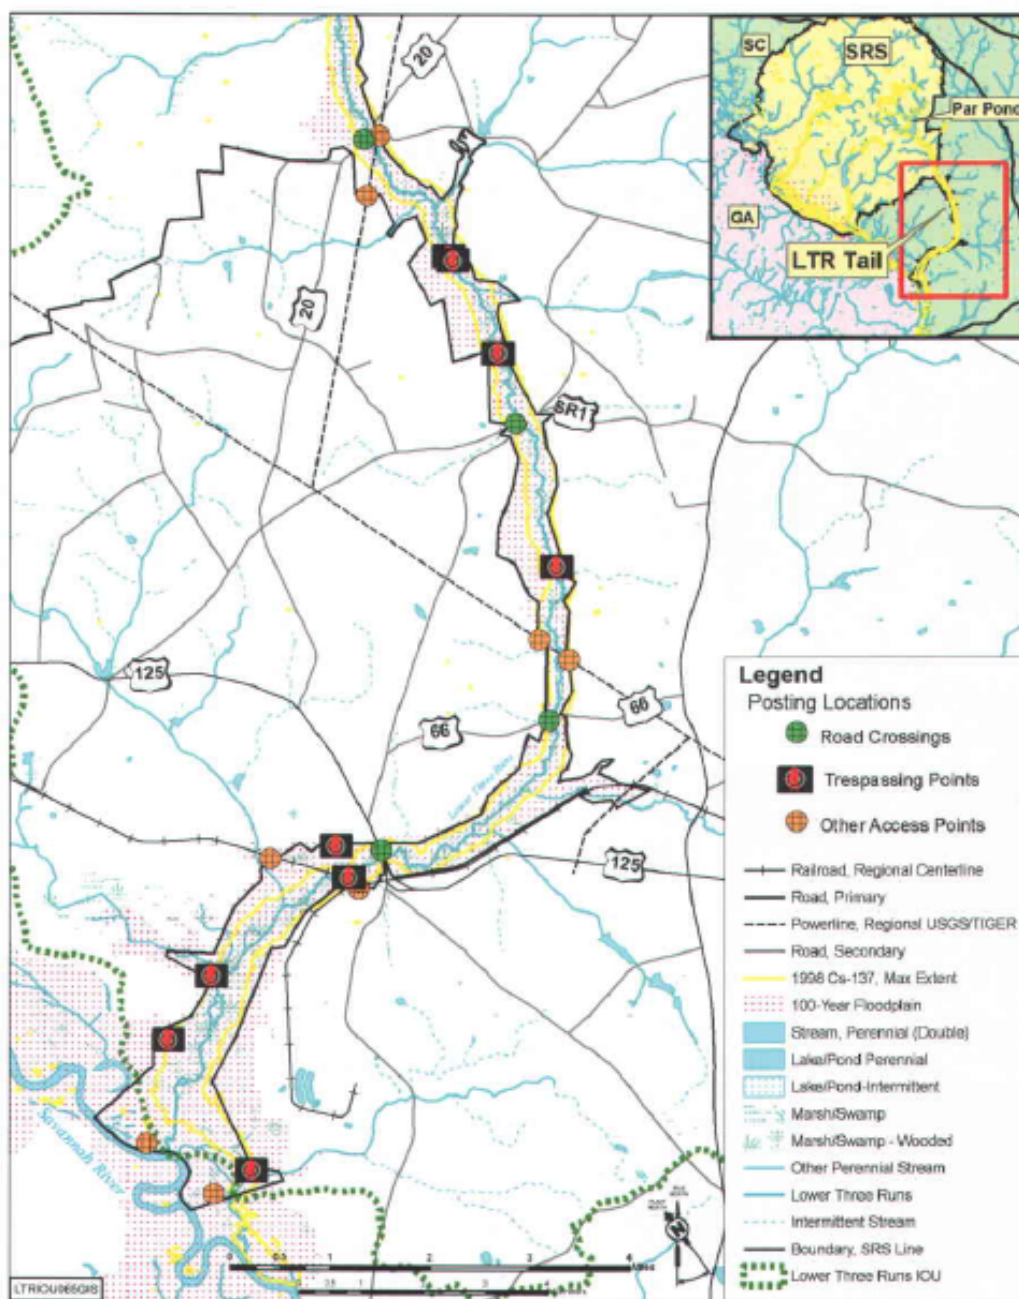 20
SC
SRS
Par Pond
GA
LTR Tail
20
SR1
125
66
66
Lower Three Runs
125
Savannah River
Legend
Posting Locations
Road Crossings
Trespassing Points
Other Access Points
Railroad, Regional Centerline
Road, Primary
Powerline, Regional USGS/TIGER
Road, Secondary
1998 Cs-137, Max Extent
100-Year Floodplain
Stream, Perennial (Double)
Lake/Pond Perennial
Lake/Pond-Intermittent
Marsh/Swamp
Marsh/Swamp - Wooded
Other Perennial Stream
Lower Three Runs
Intermittent Stream
Boundary, SRS Line
Lower Three Runs IOU
N
0 0.5 1 2 3 4
Miles